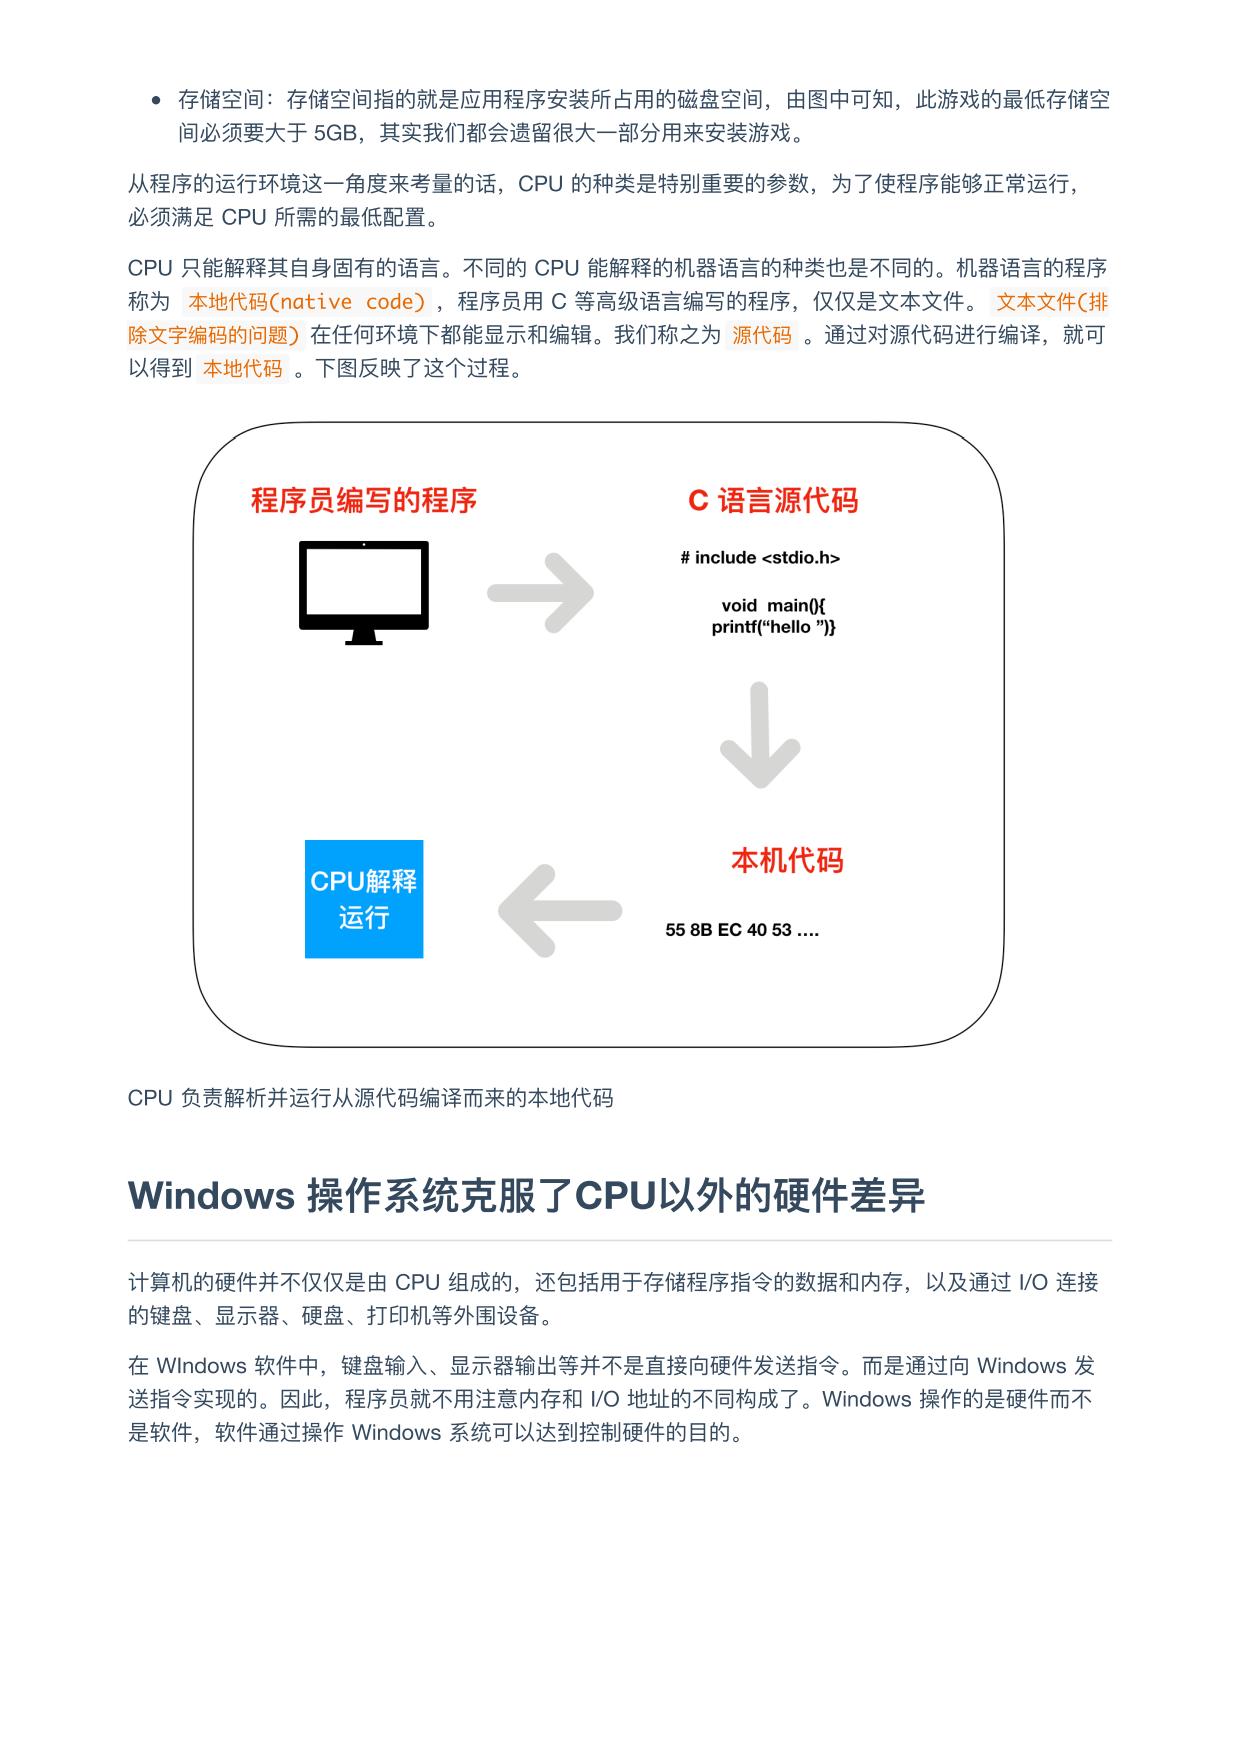 • 存储空间：存储空间指的就是应用程序安装所占用的磁盘空间，由图中可知，此游戏的最低存储空
间必须要大于 5GB，其实我们都会遗留很大一部分用来安装游戏。
从程序的运行环境这一角度来考量的话，CPU 的种类是特别重要的参数，为了使程序能够正常运行，
必须满足 CPU 所需的最低配置。
CPU 只能解释其自身固有的语言。不同的 CPU 能解释的机器语言的种类也是不同的。机器语言的程序
称为 本地代码(native code) ，程序员用 C 等高级语言编写的程序，仅仅是文本文件。 文本文件(排
除文字编码的问题) 在任何环境下都能显示和编辑。我们称之为 源代码 。通过对源代码进行编译，就可
以得到 本地代码 。下图反映了这个过程。
程序员编写的程序
C 语言源代码
# include <stdio.h>
void main(){
printf(“hello ”)}
本机代码
55 8B EC 40 53 ....
CPU解释
运行
CPU 负责解析并运行从源代码编译而来的本地代码
Windows 操作系统克服了CPU以外的硬件差异
计算机的硬件并不仅仅是由 CPU 组成的，还包括用于存储程序指令的数据和内存，以及通过 I/O 连接
的键盘、显示器、硬盘、打印机等外围设备。
在 WIndows 软件中，键盘输入、显示器输出等并不是直接向硬件发送指令。而是通过向 Windows 发
送指令实现的。因此，程序员就不用注意内存和 I/O 地址的不同构成了。Windows 操作的是硬件而不
是软件，软件通过操作 Windows 系统可以达到控制硬件的目的。